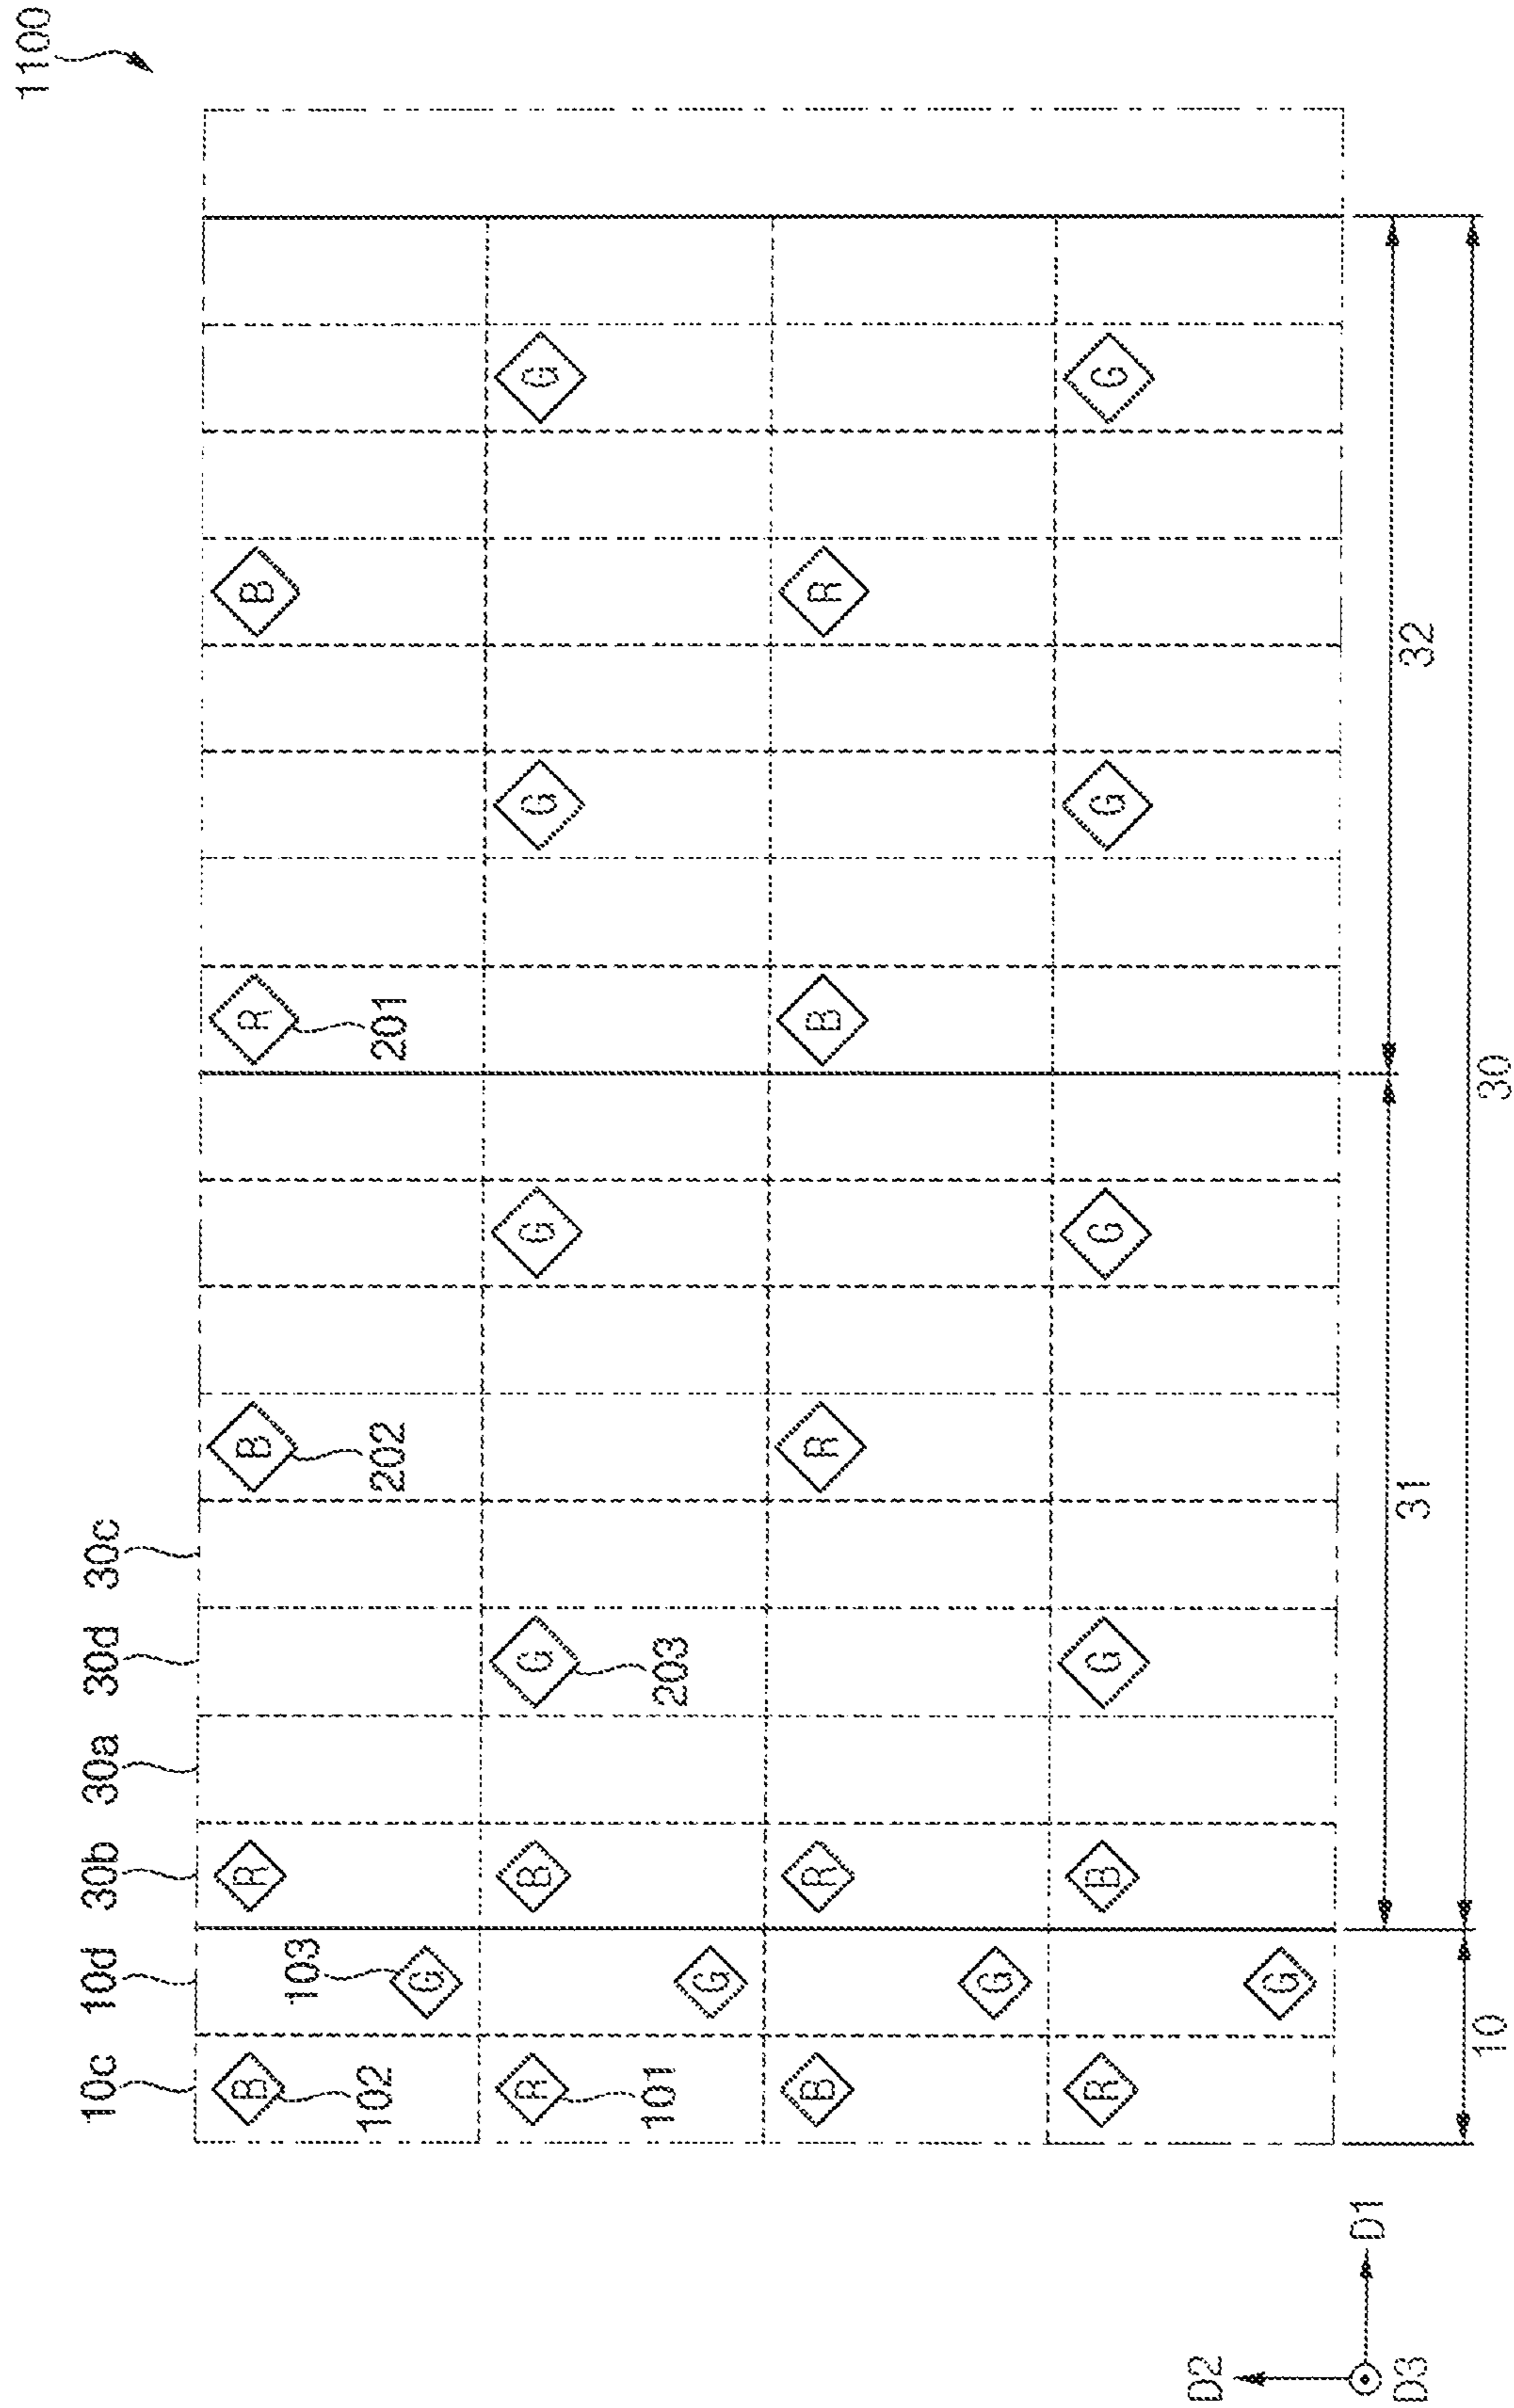 1100
10c 10d 30b 30a 30d 30c
B R B R B
103
102 202 201
G
R B G G G G
101 203
G
B R R B R
G
R B G G G G
G
31 32
10 30
D2
D1
D3